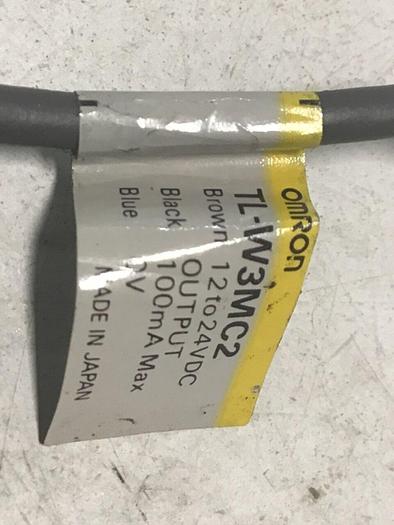 OMRON
TL-W3MC2
Brown 12to24VDC
Black OUTPUT
100mA Max
Blue 0V
MADE IN JAPAN